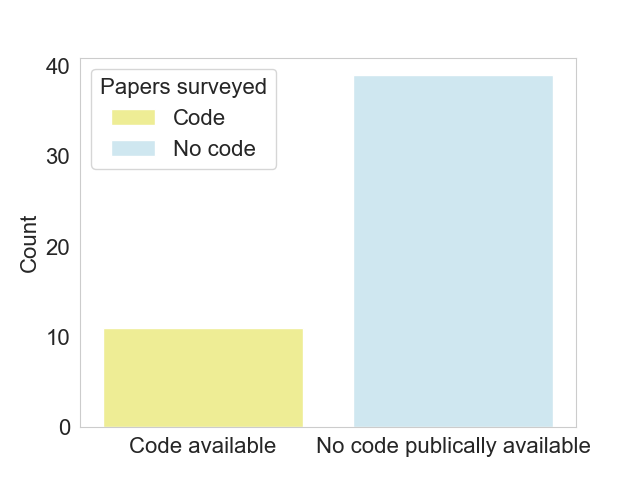 Papers surveyed
Code
No code
Count
40
30
20
10
0
Code available
No code publically available